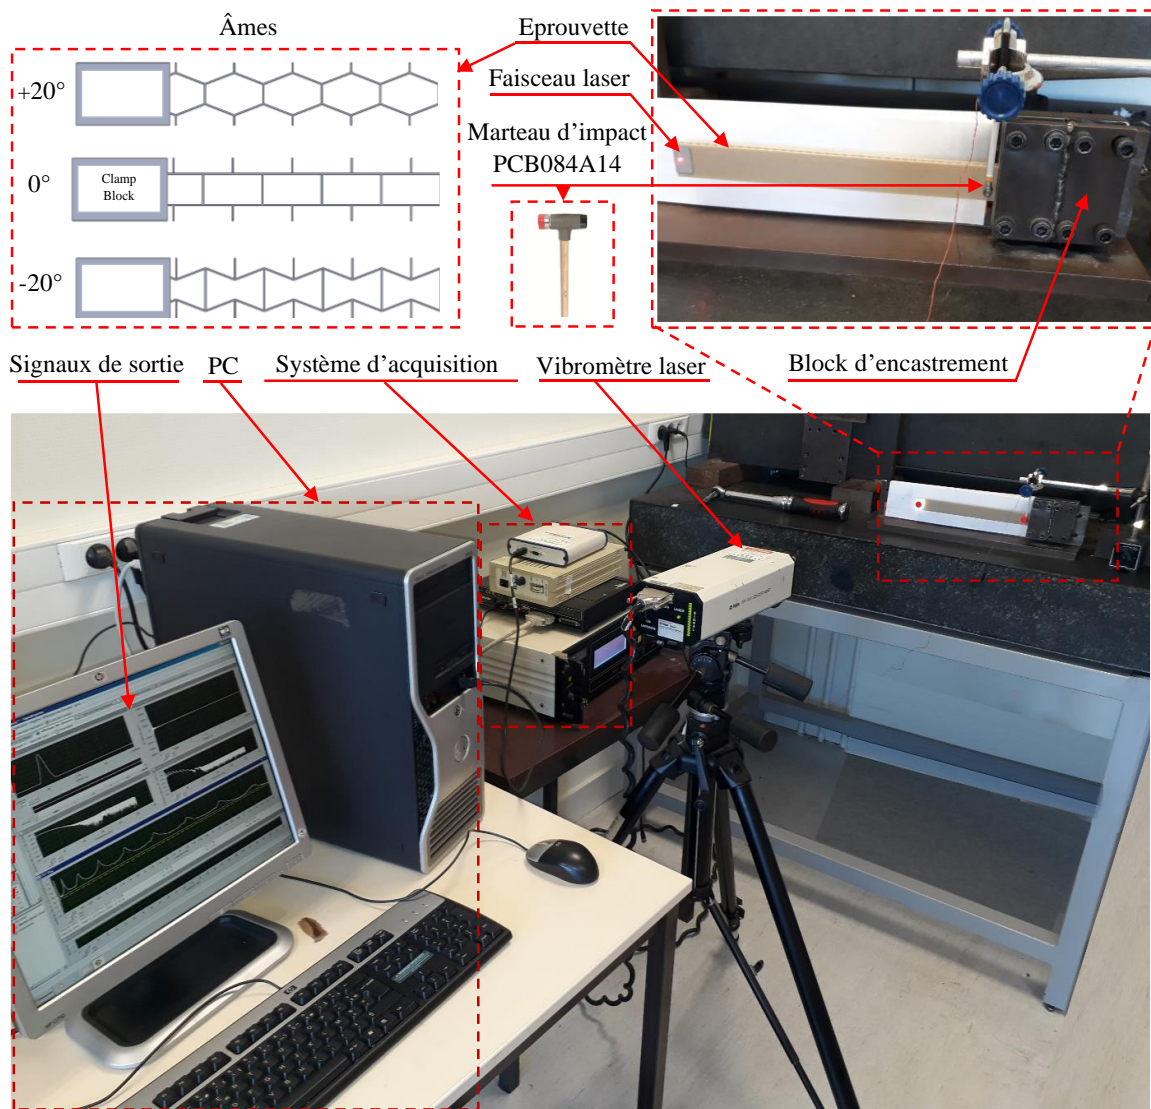 Âmes
Eprouvette
Faisceau laser
Marteau d’impact
PCB084A14
+20°
0°
Clamp
Block
-20°
Signaux de sortie
PC
Système d’acquisition
Vibromètre laser
Block d’encastrement